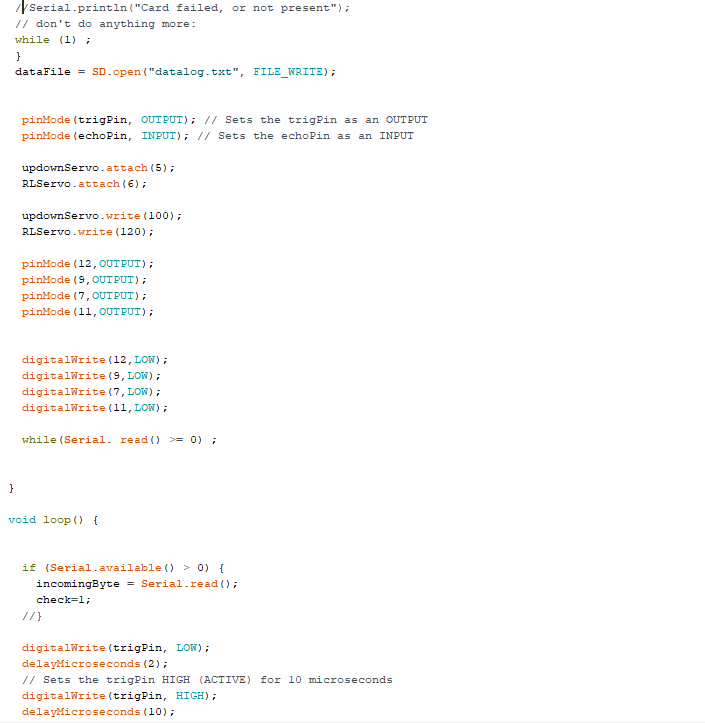 //Serial.println("Card failed, or not present");
// don't do anything more:
while (1) ;
}
dataFile = SD.open("datalog.txt", FILE_WRITE);
pinMode(trigPin, OUTPUT); // Sets the trigPin as an OUTPUT
pinMode(echoPin, INPUT); // Sets the echoPin as an INPUT
updownServo.attach(5);
RLServo.attach(6);
updownServo.write(100);
RLServo.write(120);
pinMode(12,OUTPUT);
pinMode(9,OUTPUT);
pinMode(7,OUTPUT);
pinMode(11,OUTPUT);
digitalWrite(12,LOW);
digitalWrite(9,LOW);
digitalWrite(7,LOW);
digitalWrite(11,LOW);
while(Serial. read() >= 0) ;
}
void loop() {
if (Serial.available() > 0) {
incomingByte = Serial.read();
check=1;
//}
digitalWrite(trigPin, LOW);
delayMicroseconds(2);
// Sets the trigPin HIGH (ACTIVE) for 10 microseconds
digitalWrite(trigPin, HIGH);
delayMicroseconds(10);